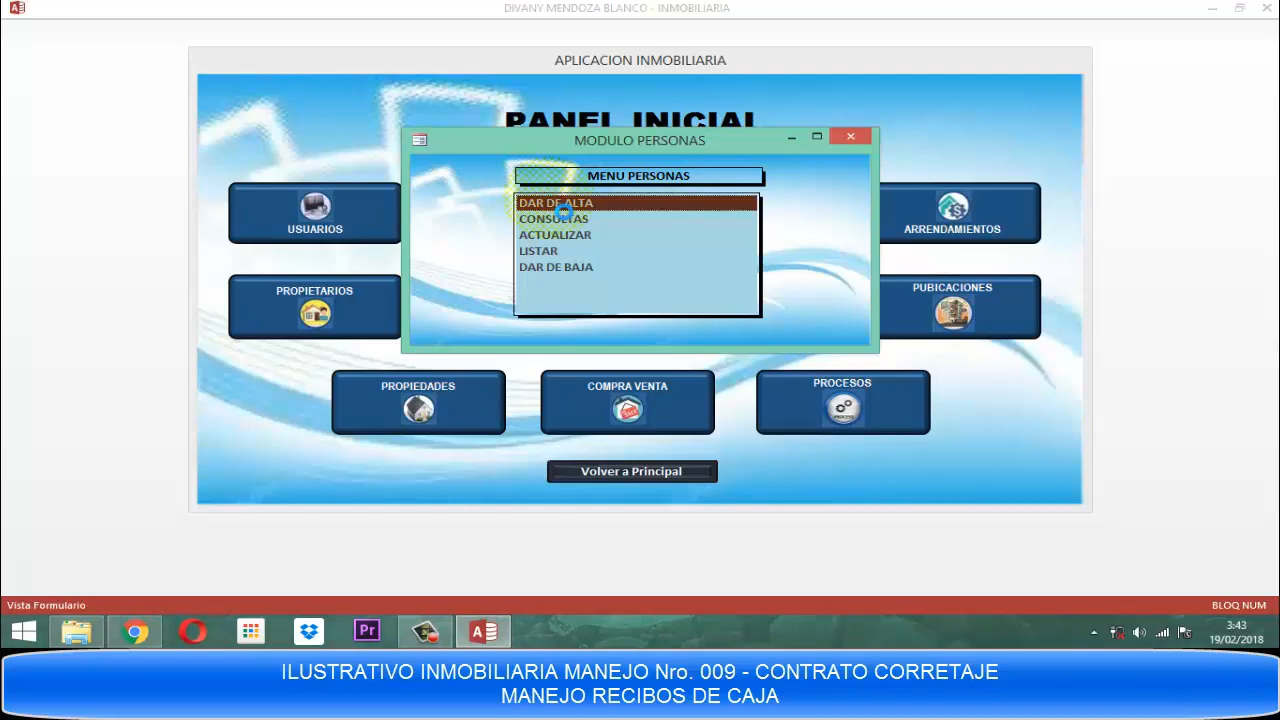 DIVANY MENDOZA BLANCO - INMOBILIARIA
APLICACION INMOBILIARIA
PANEL INICIAL
MODULO PERSONAS
MENU PERSONAS
DAR DE ALTA
CONSULTAS
ACTUALIZAR
LISTAR
DAR DE BAJA
USUARIOS
ARRENDAMIENTOS
PROPIETARIOS
PUBICACIONES
PROPIEDADES
COMPRA VENTA
PROCESOS
Volver a Principal
Vista Formulario
BLOQ NUM
Pr
3:43
19/02/2018
ILUSTRATIVO INMOBILIARIA MANEJO Nro. 009 - CONTRATO CORRETAJE
MANEJO RECIBOS DE CAJA